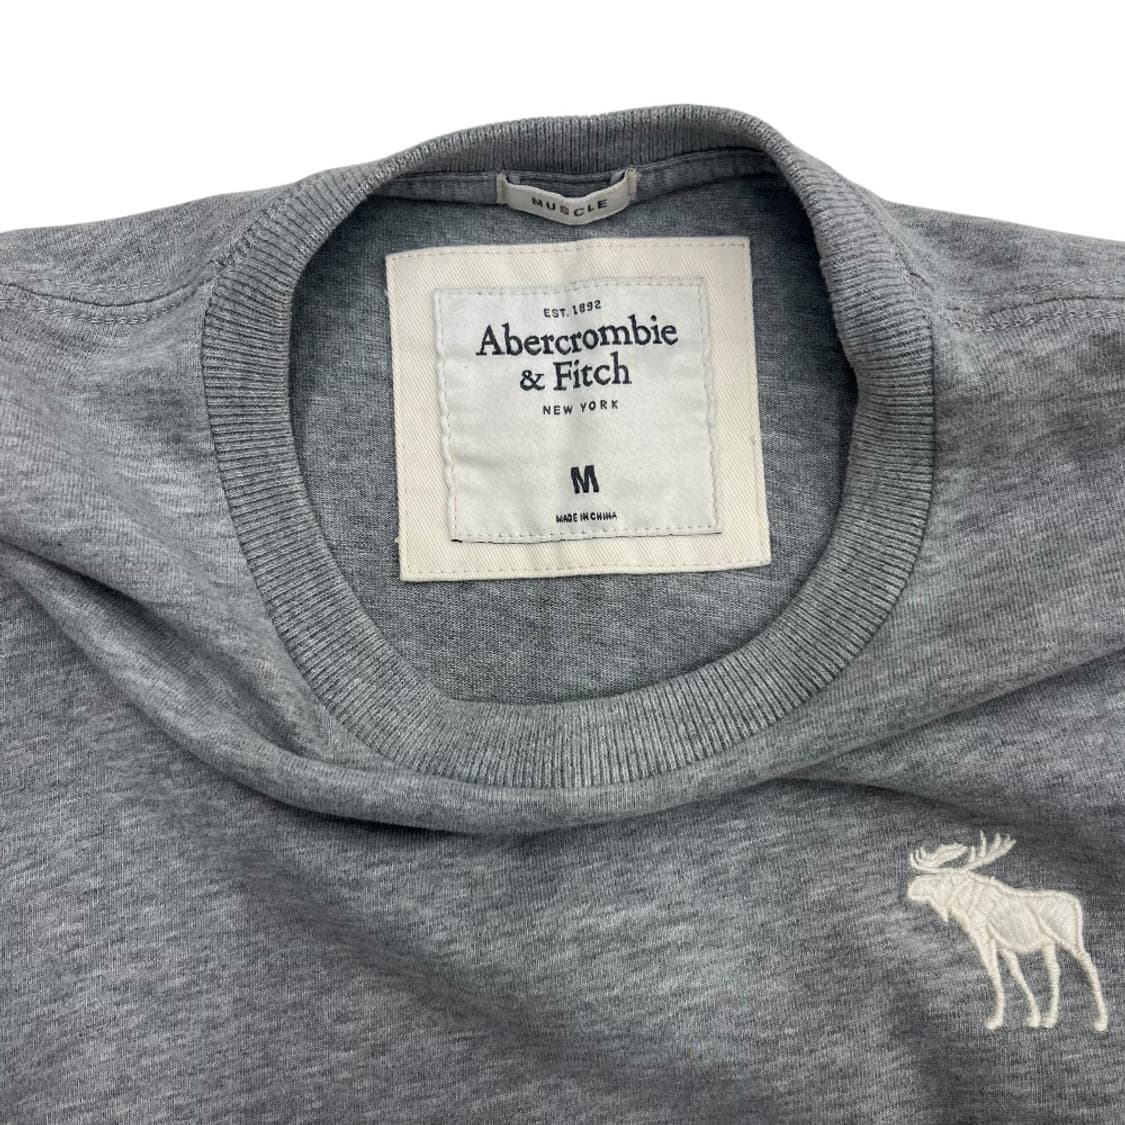 MUSCLE
EST. 1892
Abercrombie
& Fitch
NEW YORK
M
MADE IN CHINA